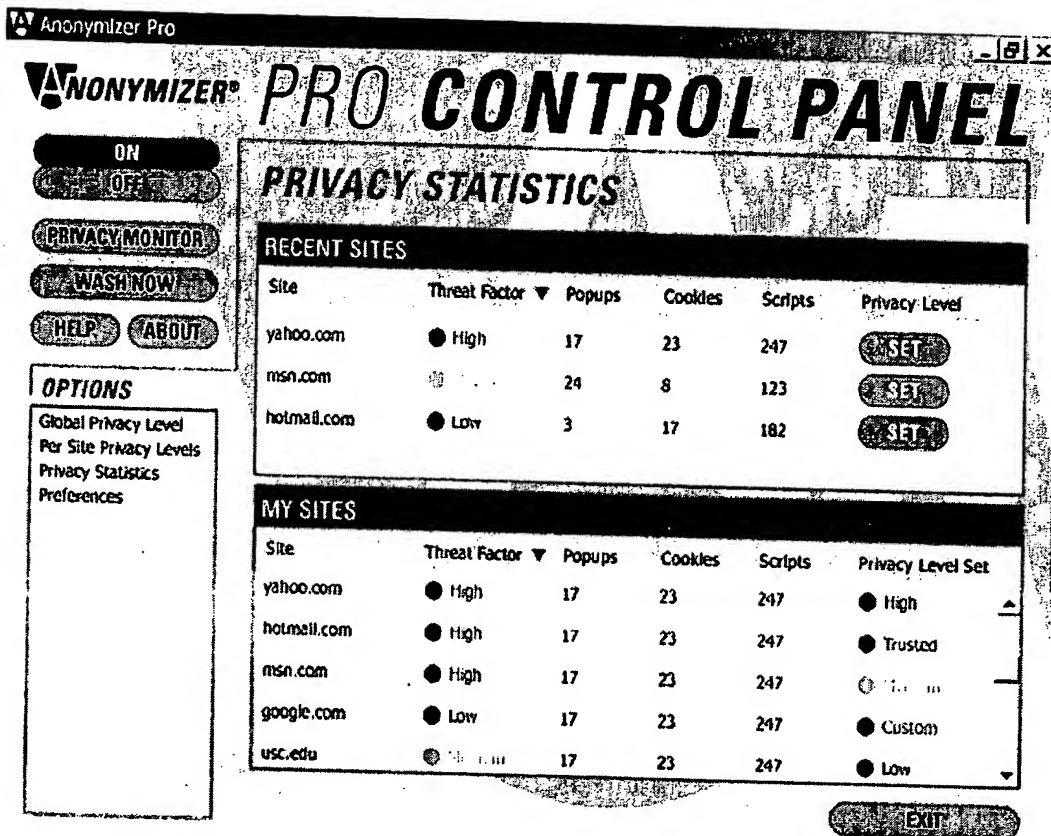 Anonymizer Pro
ANONYMIZER® PRO CONTROL PANEL
ON
OFF
PRIVACY MONITOR
WASH NOW
HELP ABOUT
OPTIONS
Global Privacy Level
Per Site Privacy Levels
Privacy Statistics
Preferences
PRIVACY STATISTICS
RECENT SITES
Site Threat Factor ▼ Popups Cookies Scripts Privacy Level
yahoo.com High 17 23 247 SET
msn.com 24 8 123 SET
hotmail.com Low 3 17 182 SET
MY SITES
Site Threat Factor ▼ Popups Cookies Scripts Privacy Level Set
yahoo.com High 17 23 247 High
hotmail.com High 17 23 247 Trusted
msn.com High 17 23 247
google.com Low 17 23 247 Custom
usc.edu 17 23 247 Low
EXIT